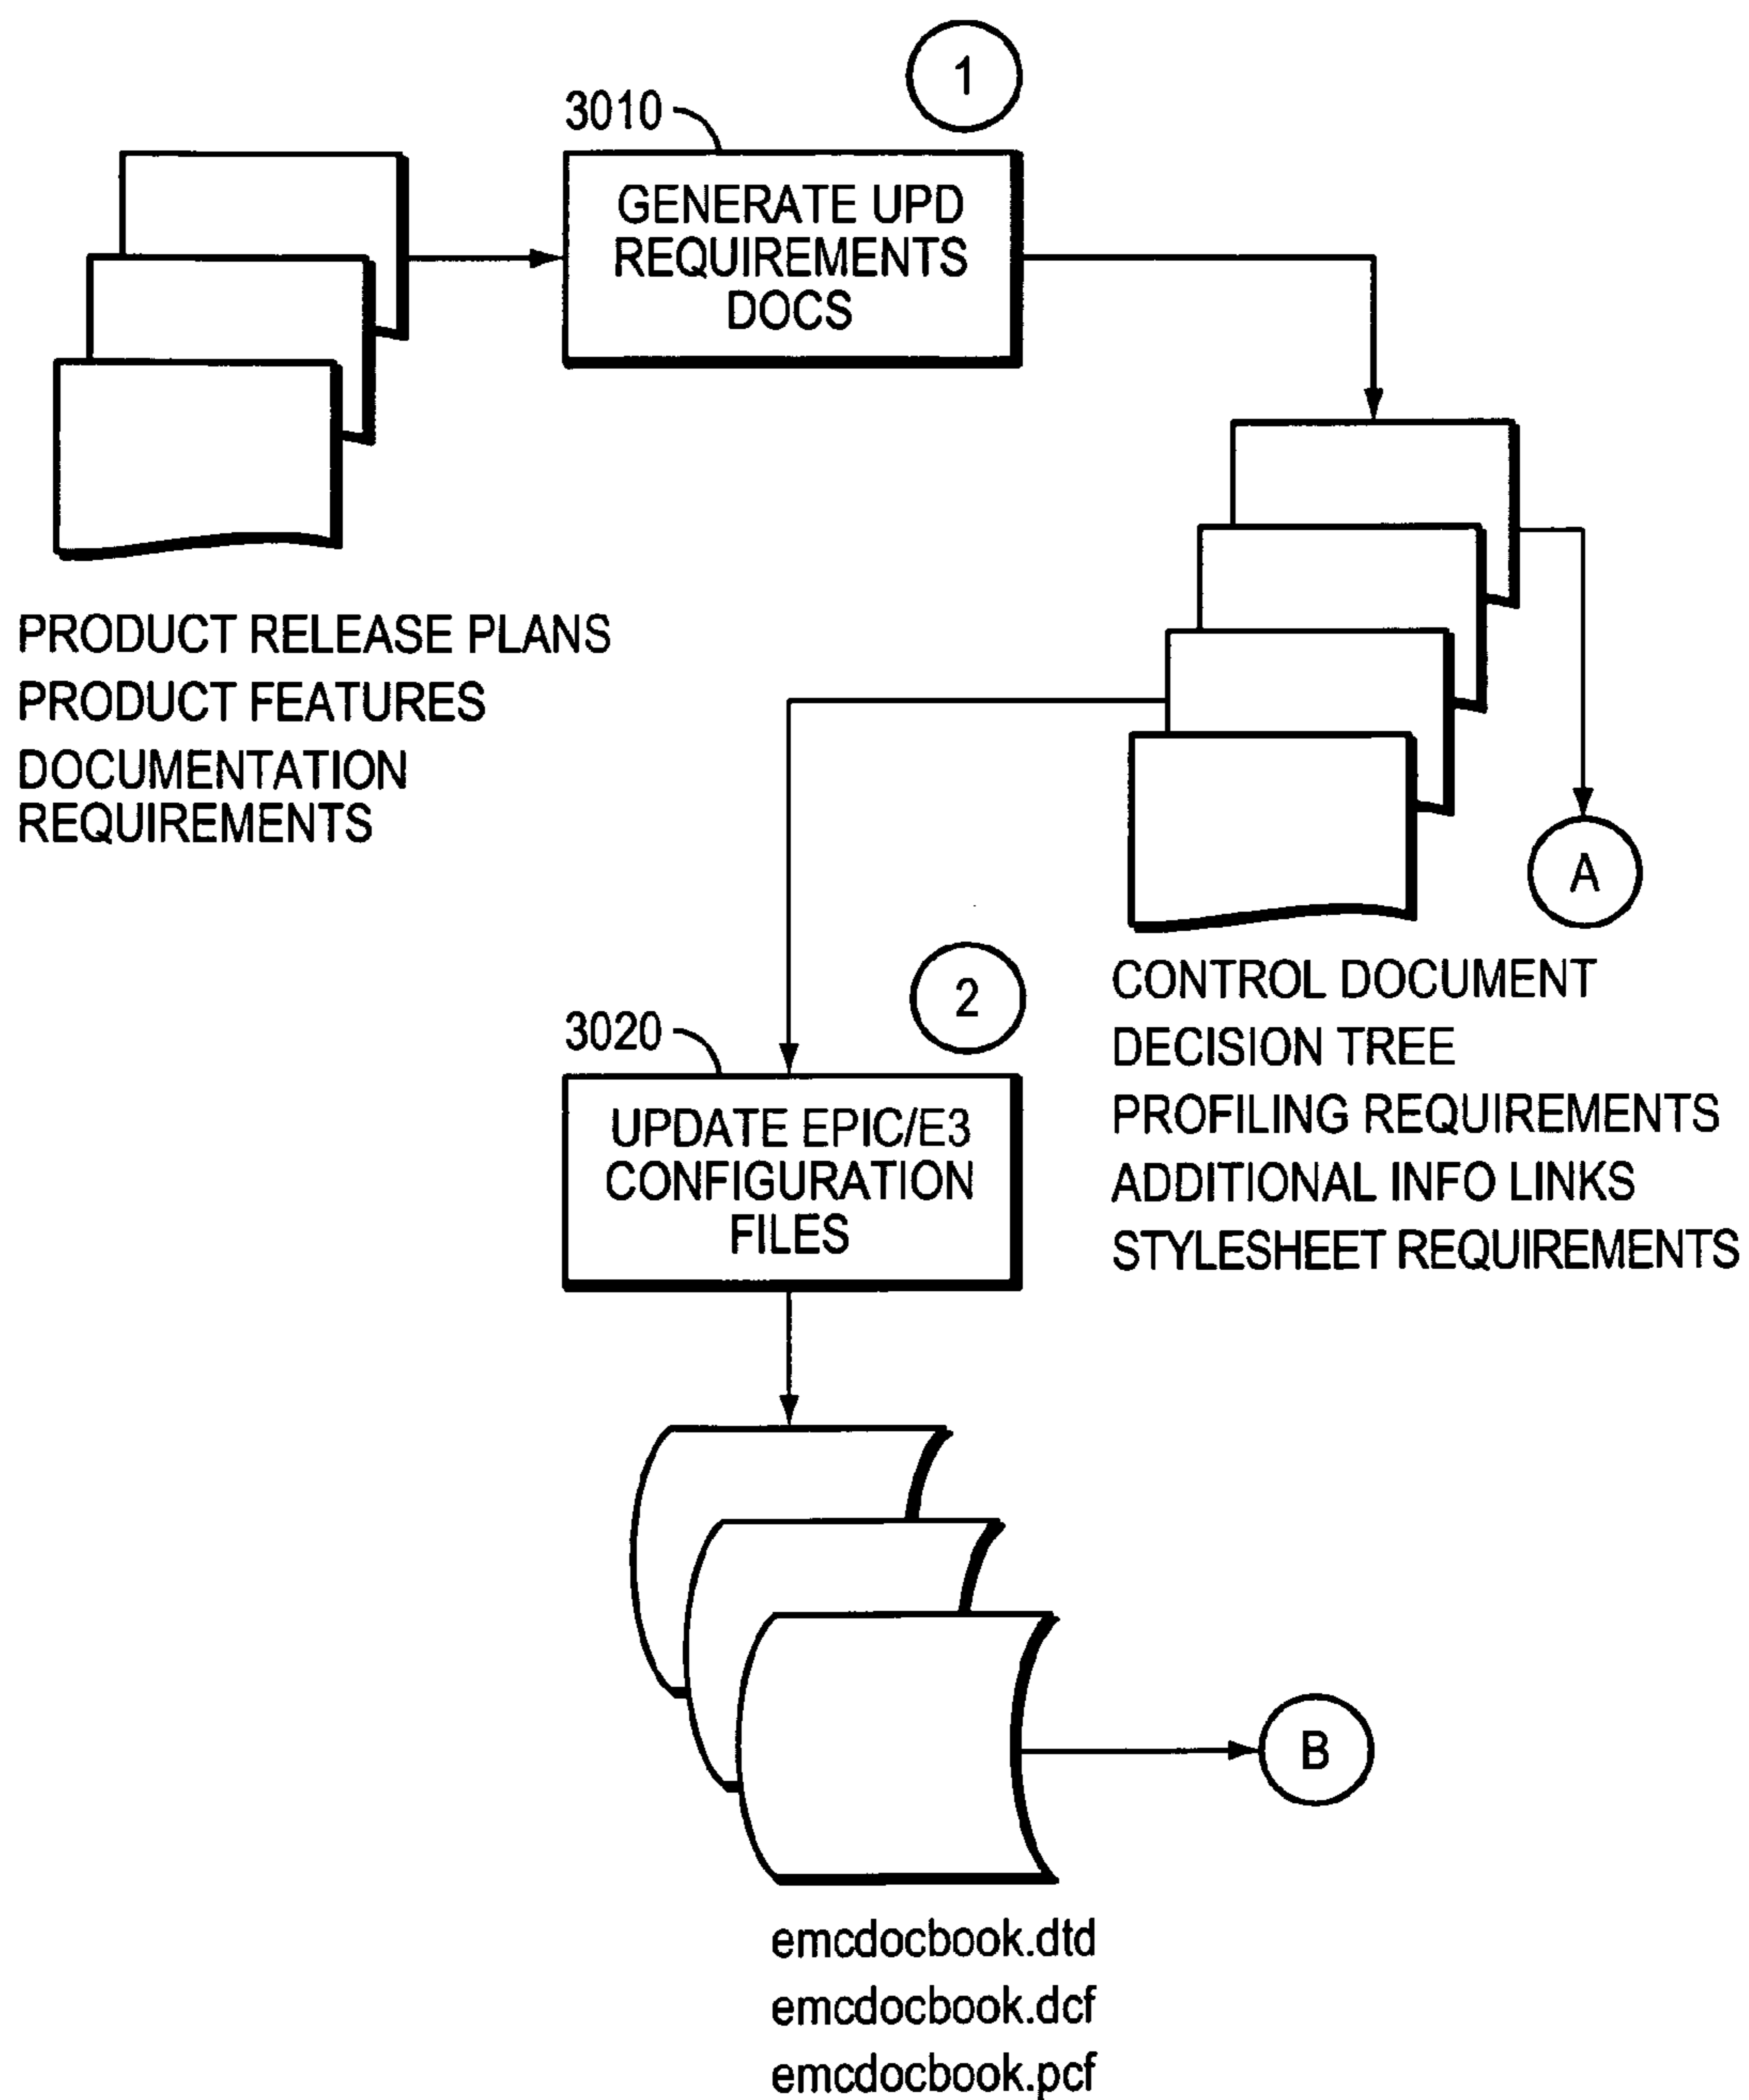 1
3010
GENERATE UPD
REQUIREMENTS
DOCS
PRODUCT RELEASE PLANS
PRODUCT FEATURES
DOCUMENTATION
REQUIREMENTS
A
CONTROL DOCUMENT
DECISION TREE
PROFILING REQUIREMENTS
ADDITIONAL INFO LINKS
STYLESHEET REQUIREMENTS
2
3020
UPDATE EPIC/E3
CONFIGURATION
FILES
B
emcdocbook.dtd
emcdocbook.dcf
emcdocbook.pcf